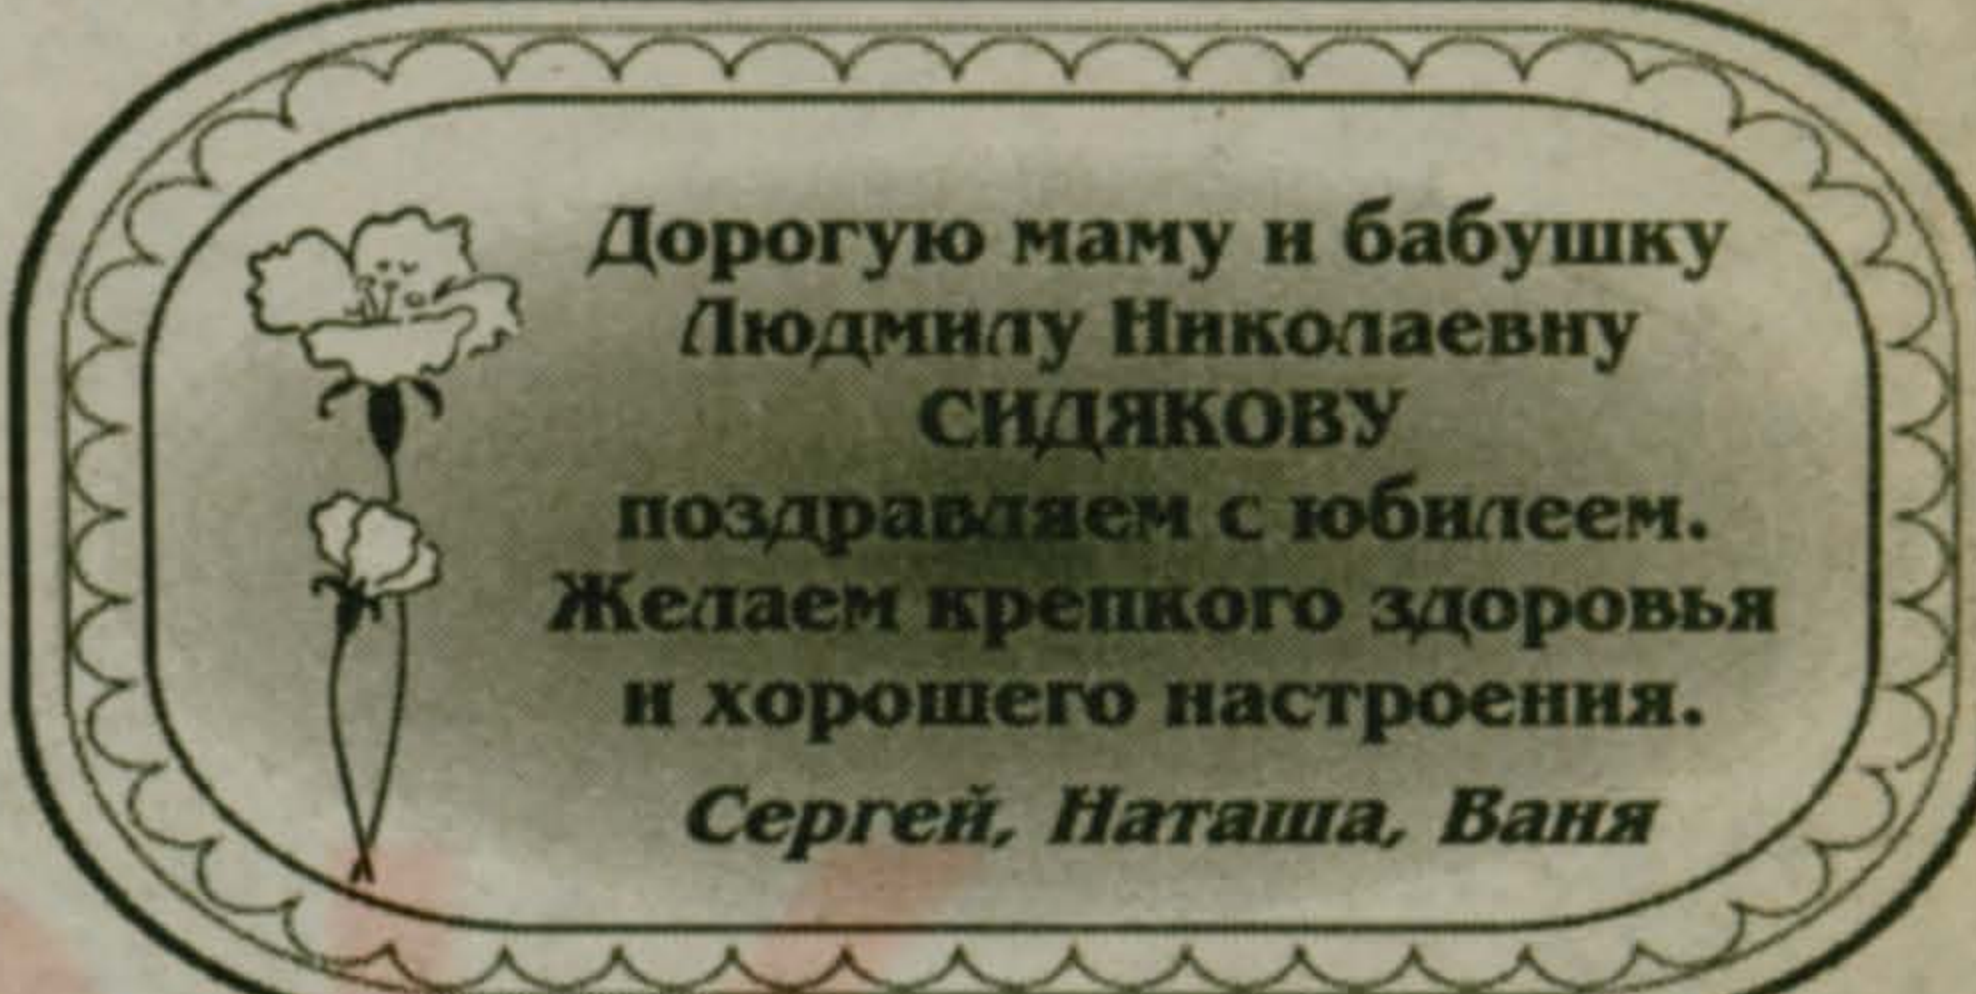 Дорогую маму и бабушку
Людмилу Николаевну
СИДЯКОВУ
поздравляем с юбилеем.
Желаем крепкого здоровья
и хорошего настроения.
Сергей, Наташа, Ваня